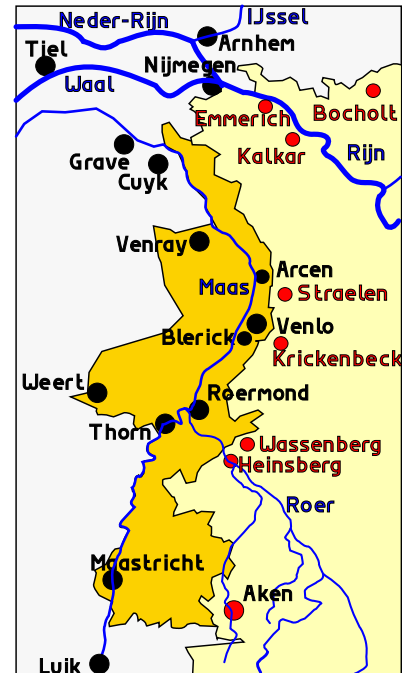 IJssel
Neder-Rijn
Arnhem
Tiel
Nijmegen
Waal
Bocholt
Emmerich
Kalkar
Rijn
Grave
Cuyk
Venray
Arcen
Maas
Straelen
Venlo
Blerick
Krickenbeck
Weert
Roermond
Thorn
Wassenberg
Heinsberg
Roer
Maastricht
Aken
Luik